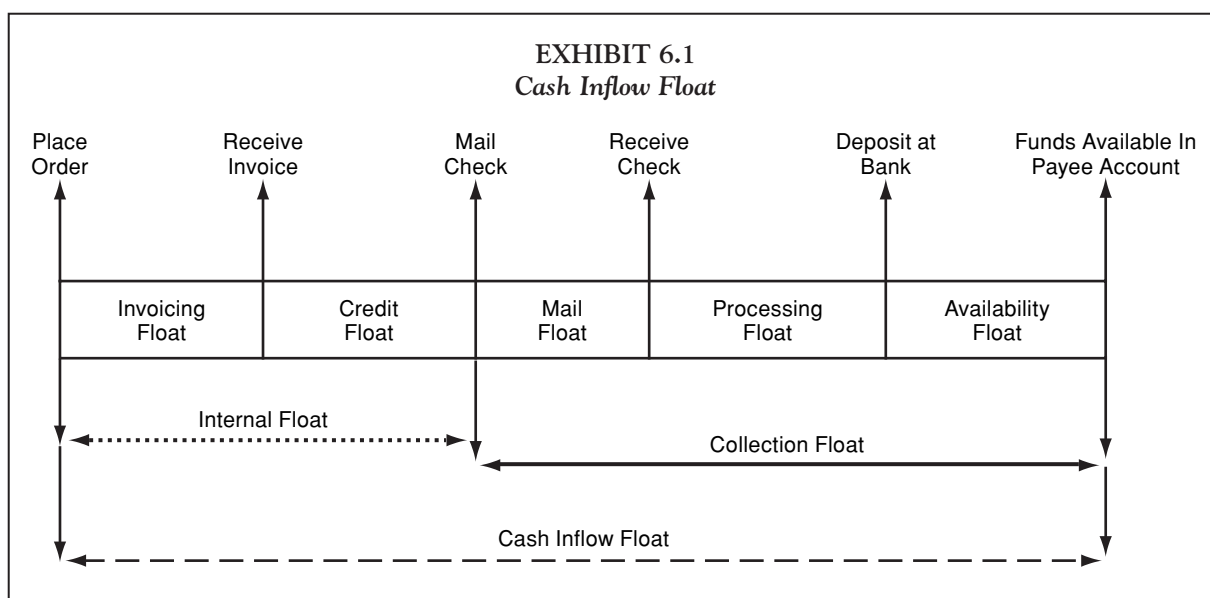 EXHIBIT 6.1
Cash Inflow Float
Place
Order
Receive
Invoice
Mail
Check
Receive
Check
Deposit at
Bank
Funds Available In
Payee Account
Invoicing
Float
Credit
Float
Mail
Float
Processing
Float
Availability
Float
Internal Float
Collection Float
Cash Inflow Float